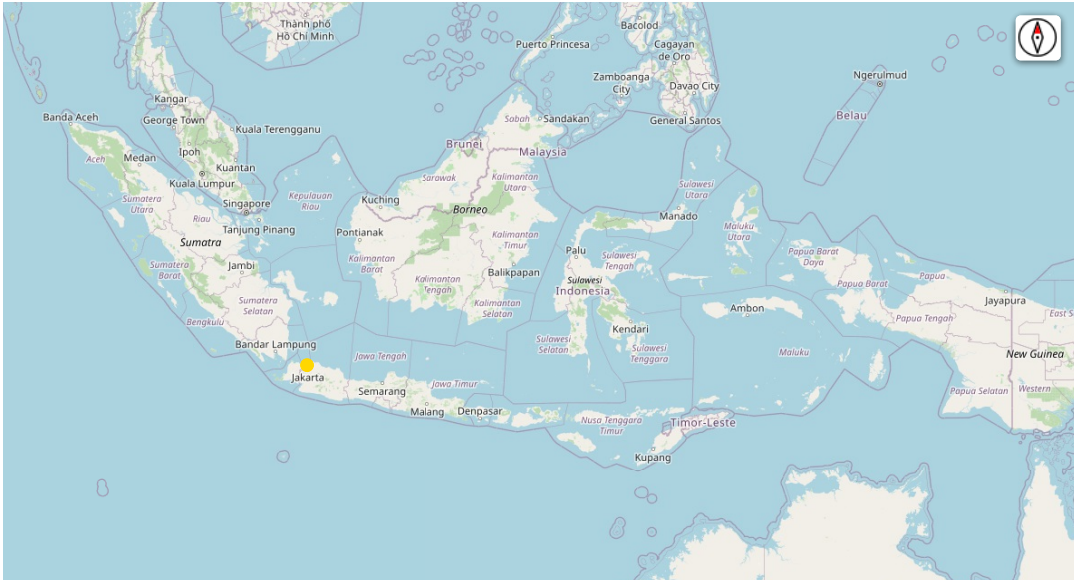 Thành phố
Hồ Chí Minh
Bacolod
Puerto Princesa
Cagayan
de Oro
Zamboanga
City
Davao City
Ngerulmud
Kangar
Banda Aceh
George Town
Kuala Terengganu
Sabah
Sandakan
General Santos
Belau
Brunei
Malaysia
Ipoh
Aceh
Medan
Kuantan
Kuala Lumpur
Sarawak
Kalimantan
Utara
Sulawesi
Utara
Sumatera
Utara
Singapore
Kepulauan
Riau
Kuching
Borneo
Manado
Riau
Tanjung Pinang
Pontianak
Kalimantan
Timur
Maluku
Utara
Sumatra
Palu
Sulawesi
Tengah
Papua Barat
Daya
Sumatera
Barat
Jambi
Kalimantan
Barat
Balikpapan
Kalimantan
Tengah
Sulawesi
Indonesia
Papua Barat
Papua
Sumatera
Selatan
Kalimantan
Selatan
Ambon
Jayapura
Papua Tengah
East S
Bengkulu
Kendari
Bandar Lampung
Sulawesi
Selatan
Sulawesi
Tenggara
Jawa Tengah
Maluku
New Guinea
Jakarta
Semarang
Jawa Timur
Papua Selatan
Western
Malang
Denpasar
Nusa Tenggara
Timur
Timor-Leste
Kupang